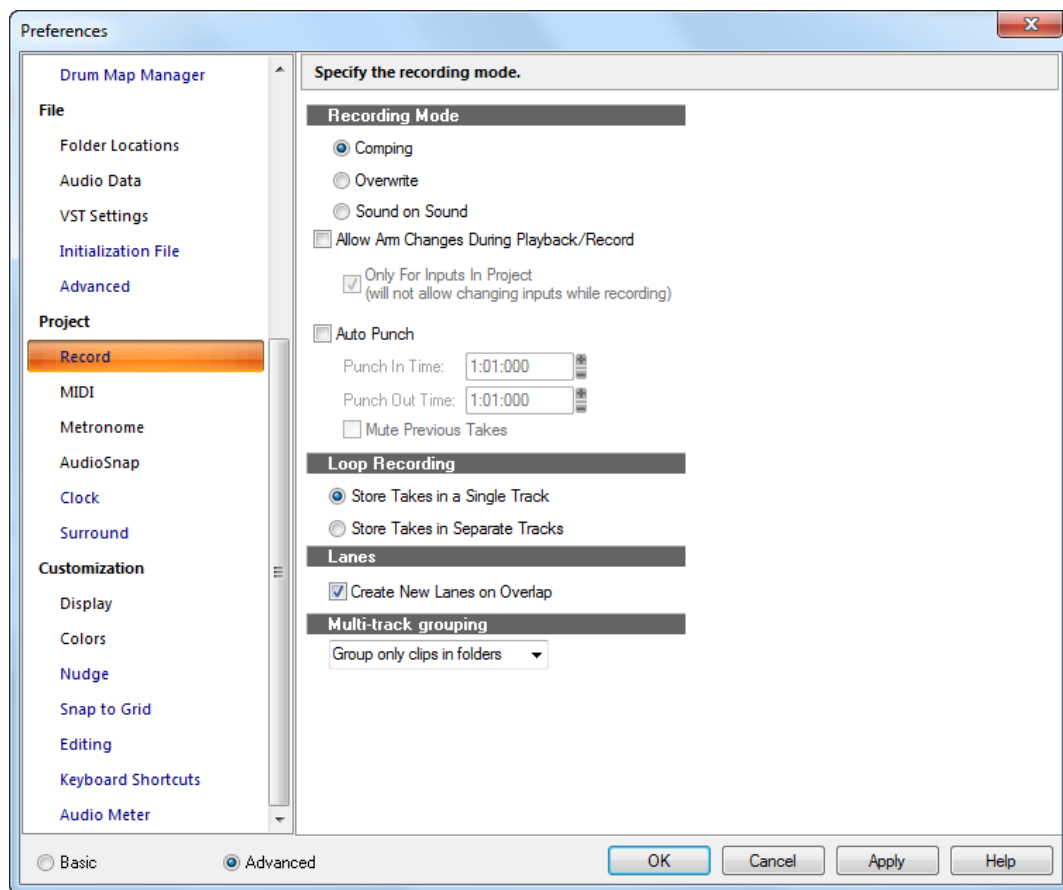 Preferences
Drum Map Manager
File
Folder Locations
Audio Data
VST Settings
Initialization File
Advanced
Project
Record
MIDI
Metronome
AudioSnap
Clock
Surround
Customization
Display
Colors
Nudge
Snap to Grid
Editing
Keyboard Shortcuts
Audio Meter
Specify the recording mode.
Recording Mode
Comping
Overwrite
Sound on Sound
Allow Arm Changes During Playback/Record
Only For Inputs In Project
(will not allow changing inputs while recording)
Auto Punch
Punch In Time: 1:01:000
Punch Out Time: 1:01:000
Mute Previous Takes
Loop Recording
Store Takes in a Single Track
Store Takes in Separate Tracks
Lanes
Create New Lanes on Overlap
Multi-track grouping
Group only clips in folders
Basic Advanced OK Cancel Apply Help